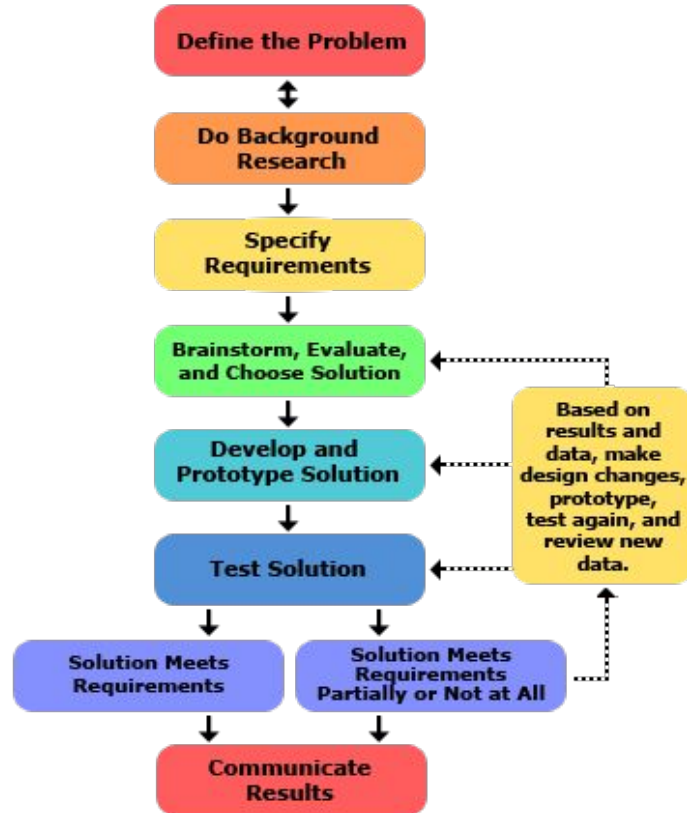 Define the Problem
Do Background
Research
Specify
Requirements
Brainstorm, Evaluate,
and Choose Solution
Develop and
Prototype Solution
Based on
results and
data, make
design changes,
prototype,
test again, and
review new
data.
Test Solution
Solution Meets
Requirements
Solution Meets
Requirements
Partially or Not at All
Communicate
Results